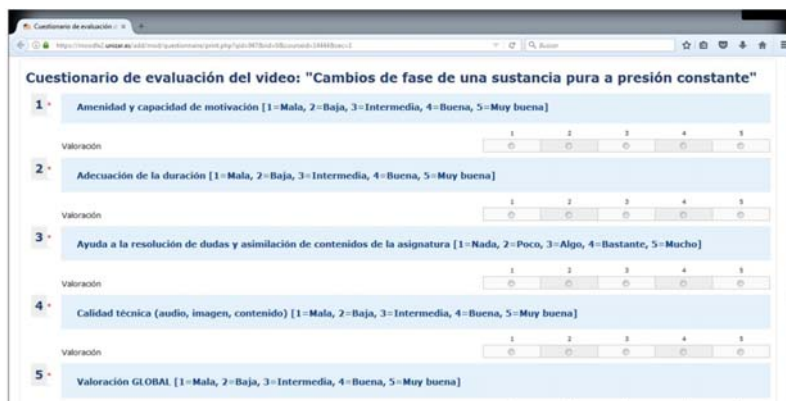 Cuestionario de evaluación
Cuestionario de evaluación del video: "Cambios de fase de una sustancia pura a presión constante"
1 * Amenidad y capacidad de motivación [1=Mala, 2=Baja, 3=Intermedia, 4=Buena, 5=Muy buena]
1 2 3 4 5
Valoración
2 * Adecuación de la duración [1=Mala, 2=Baja, 3=Intermedia, 4=Buena, 5=Muy buena]
1 2 3 4 5
Valoración
3 * Ayuda a la resolución de dudas y asimilación de contenidos de la asignatura [1=Nada, 2=Poco, 3=Algo, 4=Bastante, 5=Mucho]
1 2 3 4 5
Valoración
4 * Calidad técnica (audio, imagen, contenido) [1=Mala, 2=Baja, 3=Intermedia, 4=Buena, 5=Muy buena]
1 2 3 4 5
Valoración
5 * Valoración GLOBAL [1=Mala, 2=Baja, 3=Intermedia, 4=Buena, 5=Muy buena]